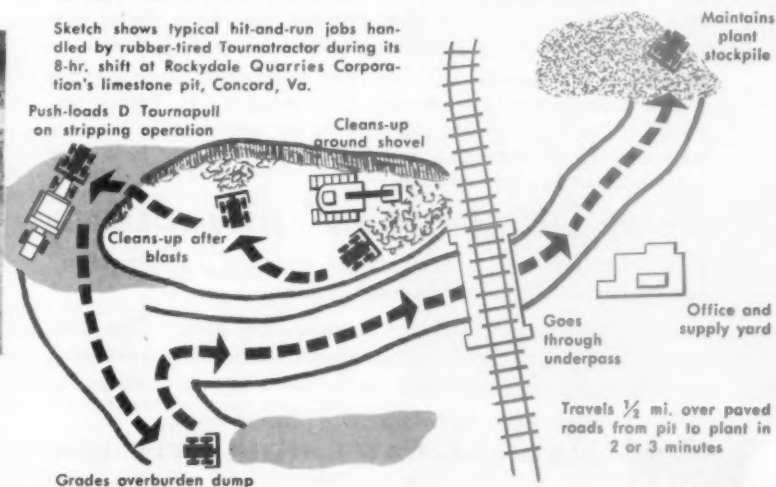 Sketch shows typical hit-and-run jobs han-
dled by rubber-tired Tournatractor during its
8-hr. shift at Rockydale Quarries Corpora-
tion's limestone pit, Concord, Va.
Maintains
plant
stockpile
Push-loads D Tournapull
on stripping operation
Cleans-up
around shovel
Cleans-up after
blasts
Goes
through
underpass
Office and
supply yard
Travels 1/2 mi. over paved
roads from pit to plant in
2 or 3 minutes
Grades overburden dump